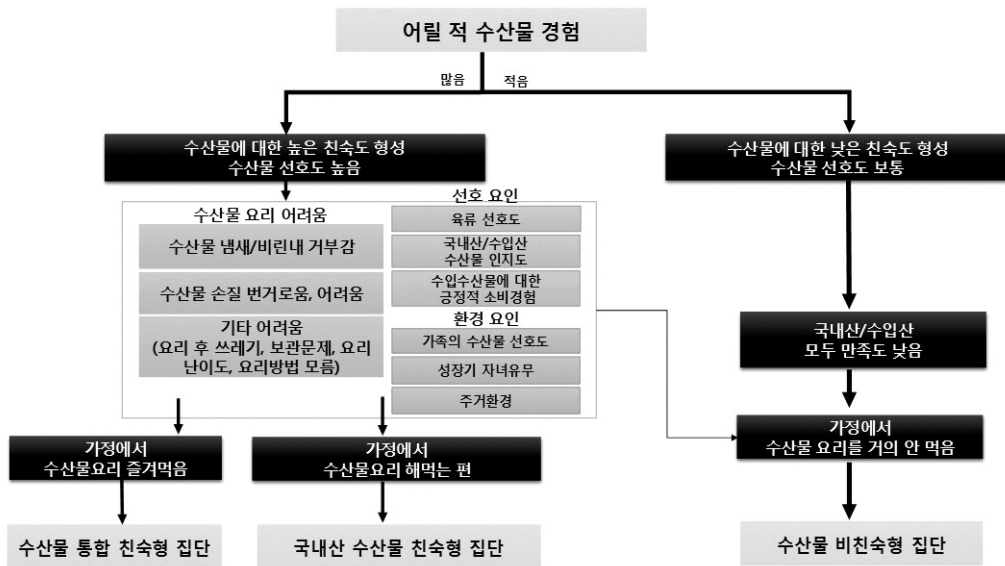 어릴 적 수산물 경험
많음
적음
수산물에 대한 높은 친숙도 형성
수산물 선호도 높음
수산물에 대한 낮은 친숙도 형성
수산물 선호도 보통
수산물 요리 어려움
수산물 냄새/비린내 거부감
수산물 손질 번거로움, 어려움
기타 어려움
(요리 후 쓰레기, 보관문제, 요리
난이도, 요리방법 모름)
선호 요인
육류 선호도
국내산/수입산
수산물 인지도
수입수산물에 대한
긍정적 소비경험
환경 요인
가족의 수산물 선호도
성장기 자녀유무
주거환경
국내산/수입산
모두 만족도 낮음
가정에서
수산물요리 즐겨먹음
가정에서
수산물요리 해먹는 편
가정에서
수산물 요리를 거의 안 먹음
수산물 통합 친숙형 집단
국내산 수산물 친숙형 집단
수산물 비친숙형 집단